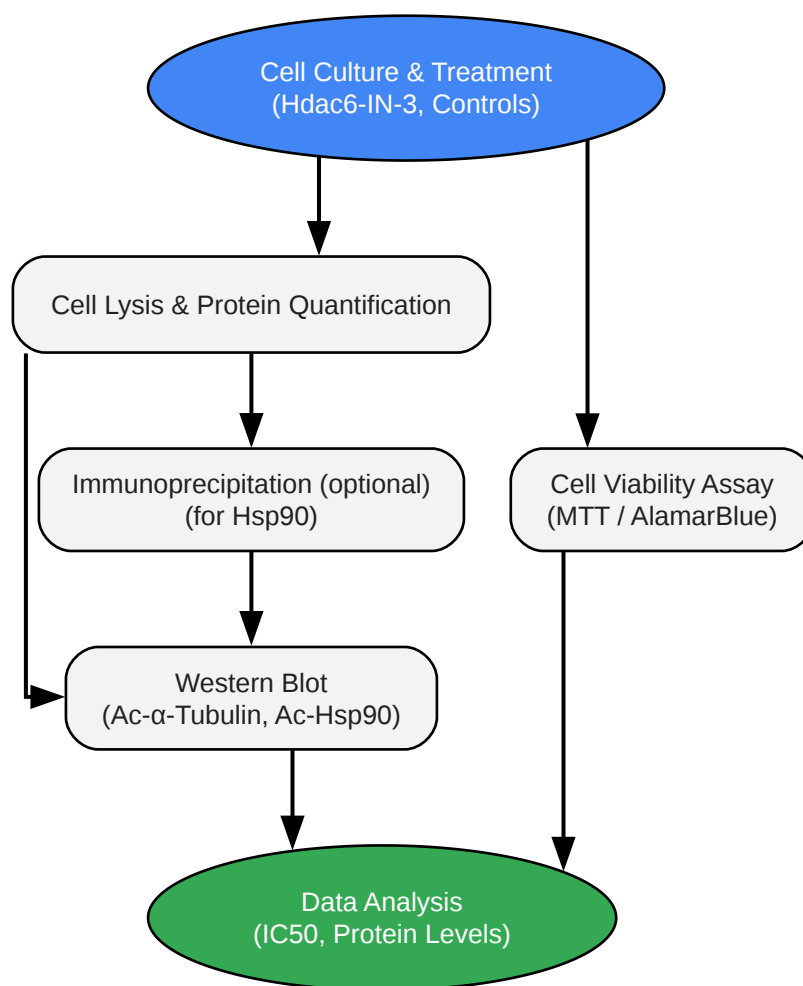 Cell Culture & Treatment
(Hdac6-IN-3, Controls)
Cell Lysis & Protein Quantification
Immunoprecipitation (optional)
(for Hsp90)
Cell Viability Assay
(MTT / AlamarBlue)
Western Blot
(Ac-α-Tubulin, Ac-Hsp90)
Data Analysis
(IC50, Protein Levels)